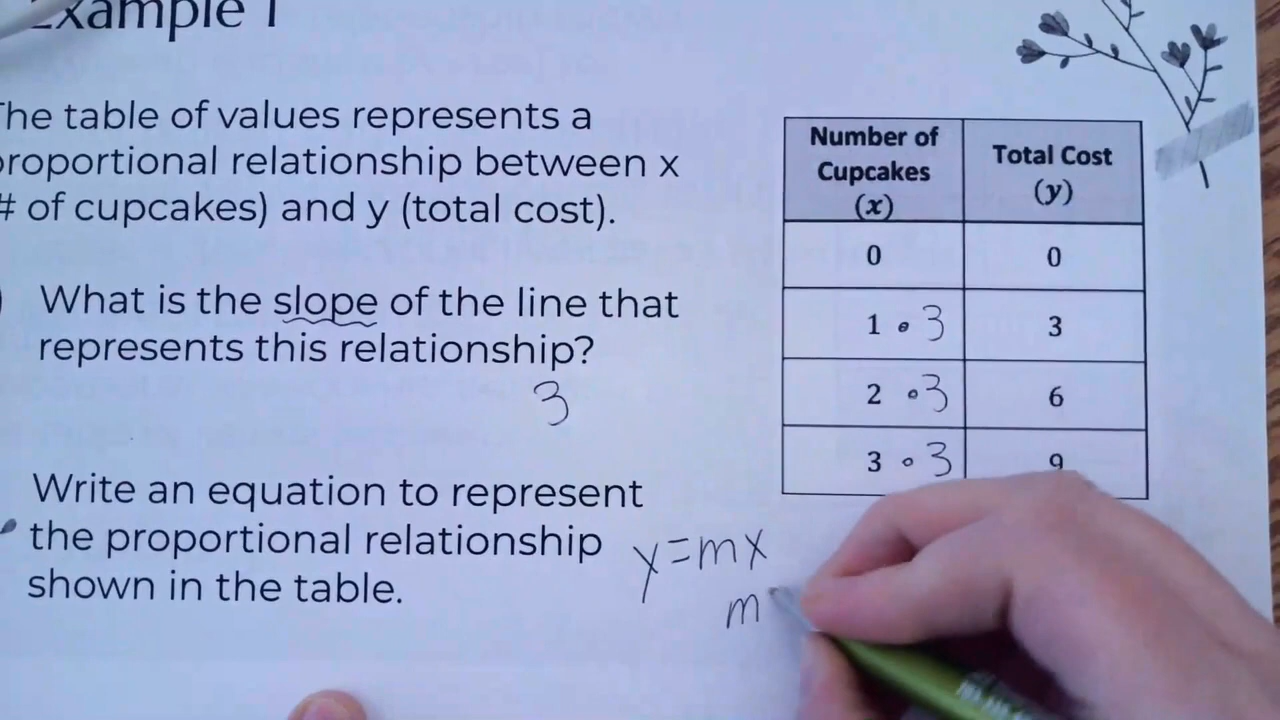 Example 1
The table of values represents a
proportional relationship between x
# of cupcakes) and y (total cost).
What is the slope of the line that
represents this relationship?
3
Write an equation to represent
the proportional relationship
shown in the table.
y=mx
m
Number of Cupcakes (x) Total Cost (y)
0 0
1 • 3 3
2 • 3 6
3 • 3 9